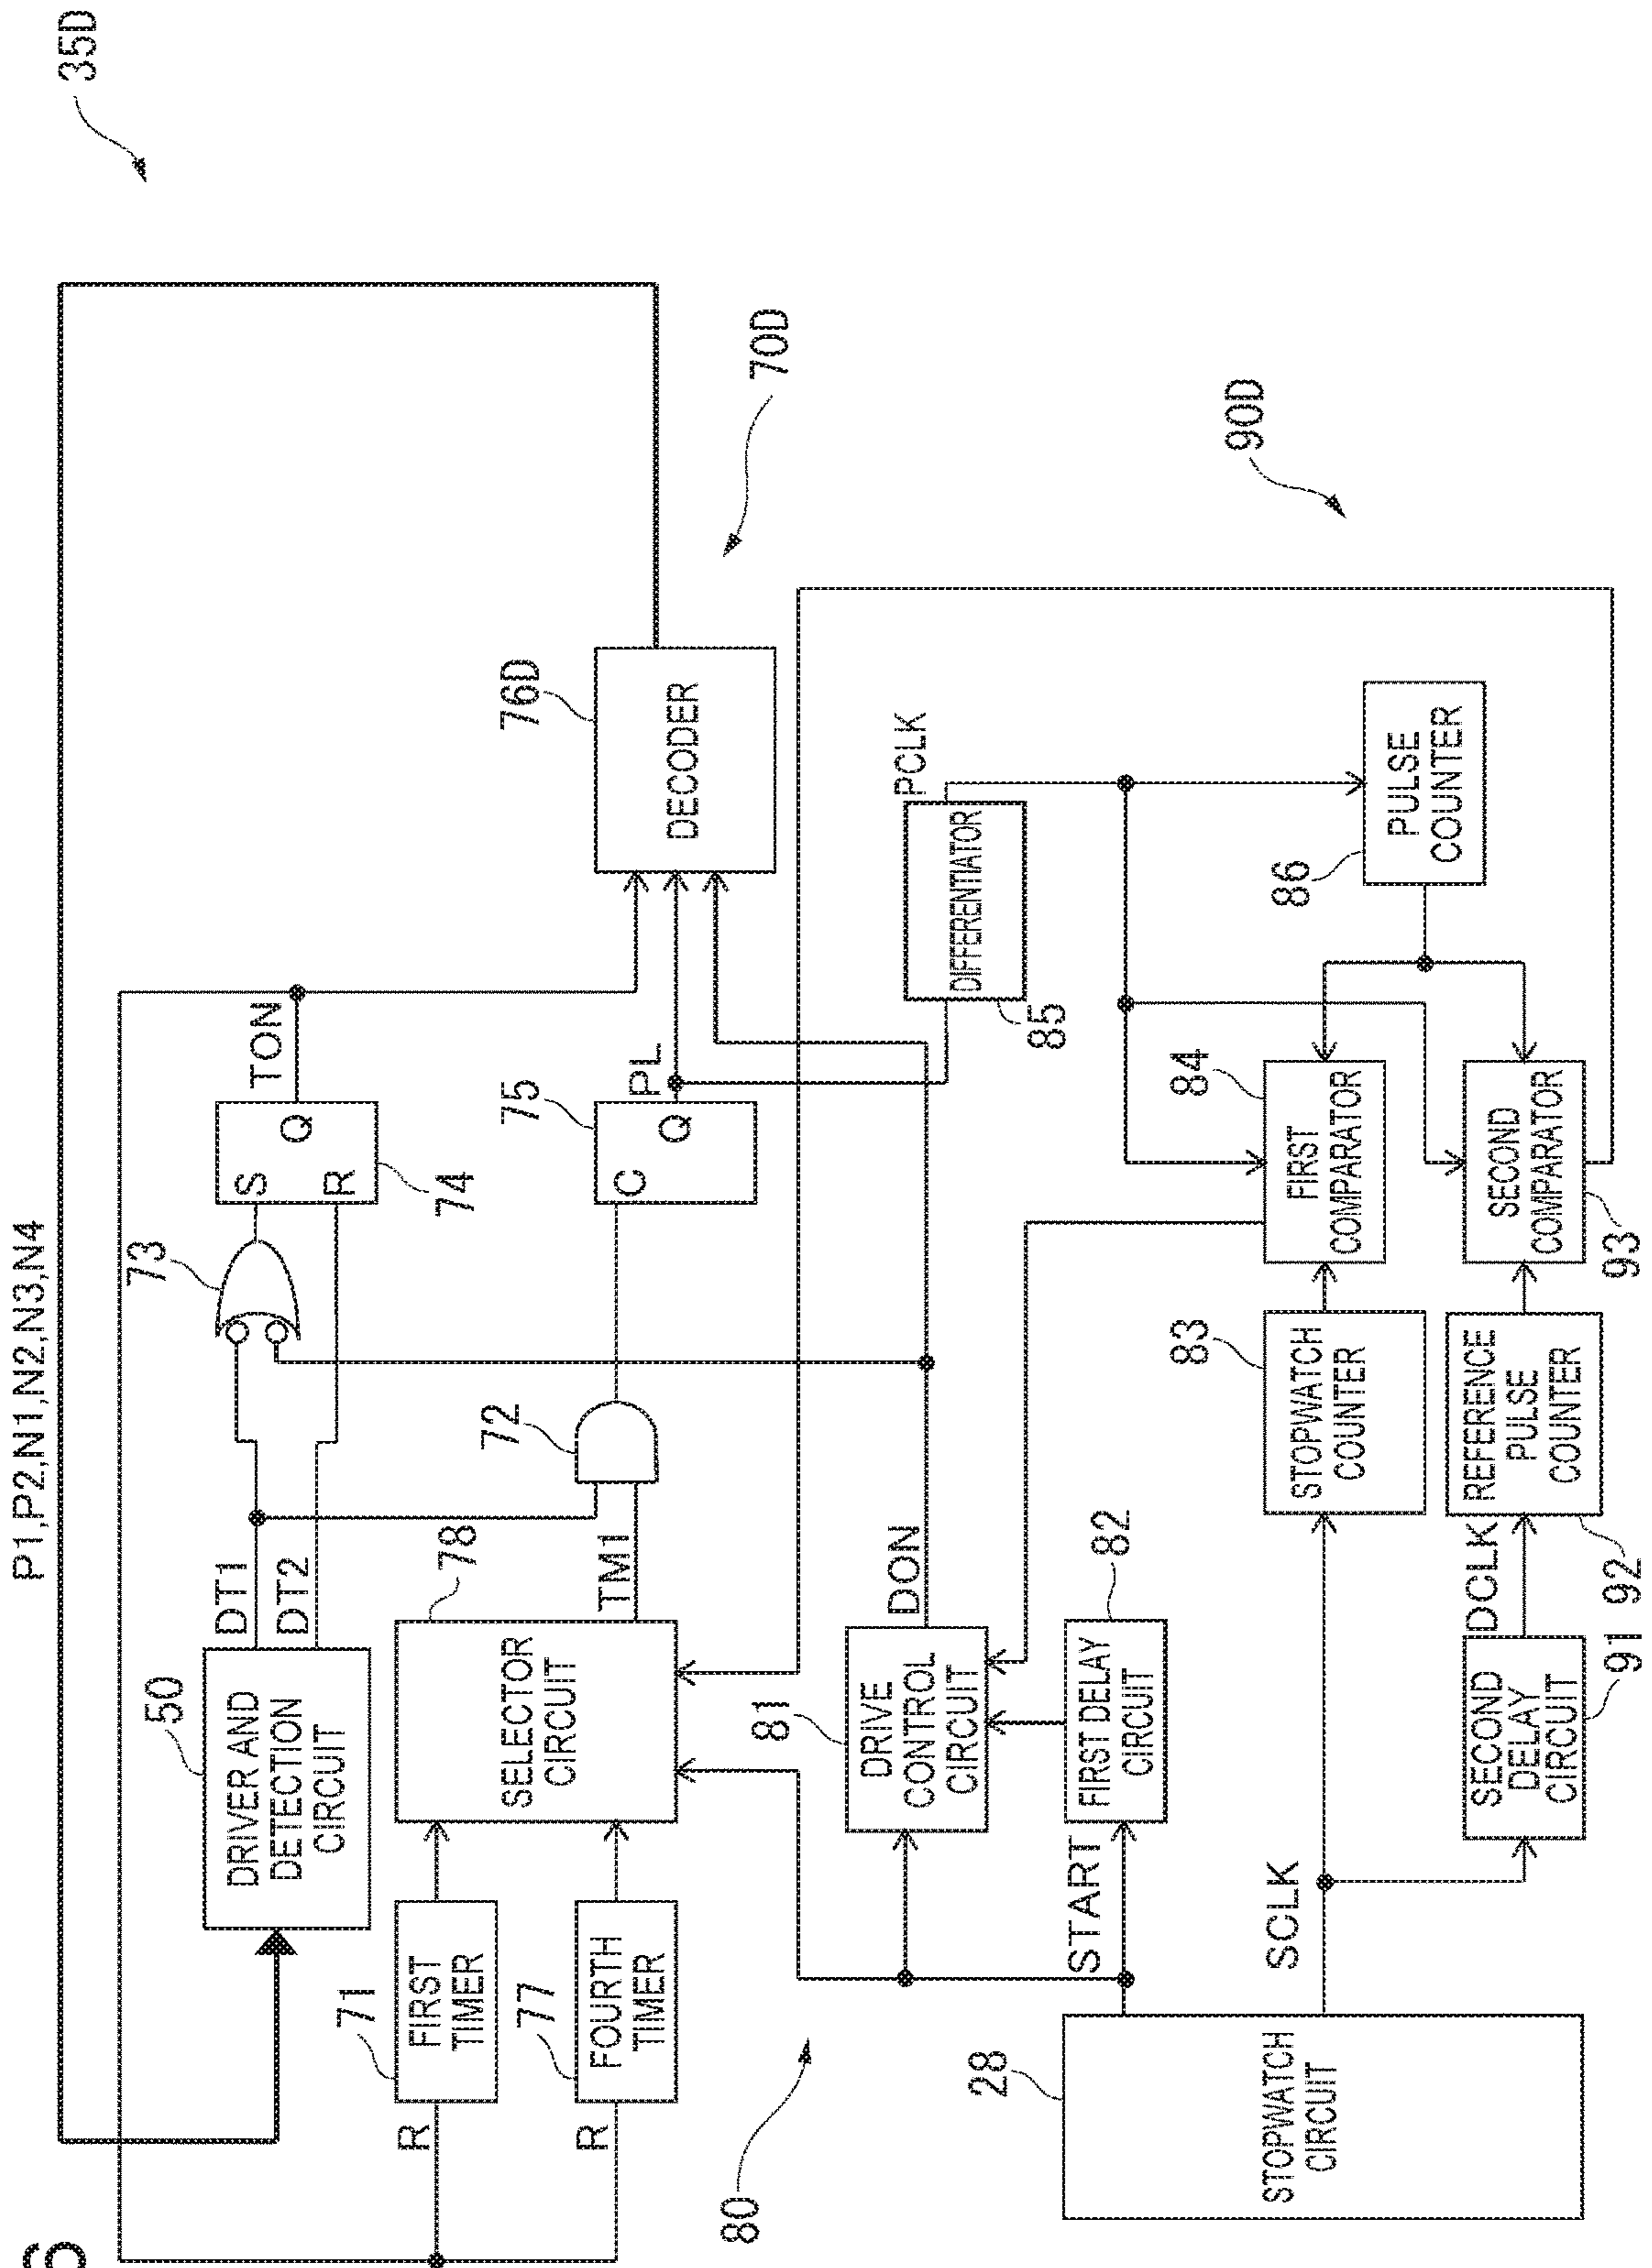 6
35D
P1,P2,N1,N2,N3,N4
50
DRIVER AND
DETECTION
CIRCUIT
DT1
DT2
73
S
R
Q
74
TON
R
71
FIRST
TIMER
R
77
FOURTH
TIMER
78
SELECTOR
CIRCUIT
TM1
72
C
Q
75
PL
76D
DECODER
70D
80
81
DRIVE
CONTROL
CIRCUIT
DON
85
DIFFERENTIATOR
PCLK
START
82
FIRST DELAY
CIRCUIT
28
STOPWATCH
CIRCUIT
SCLK
83
STOPWATCH
COUNTER
84
FIRST
COMPARATOR
86
PULSE
COUNTER
90D
SECOND
DELAY
CIRCUIT
91
DCLK
REFERENCE
PULSE
COUNTER
92
SECOND
COMPARATOR
93